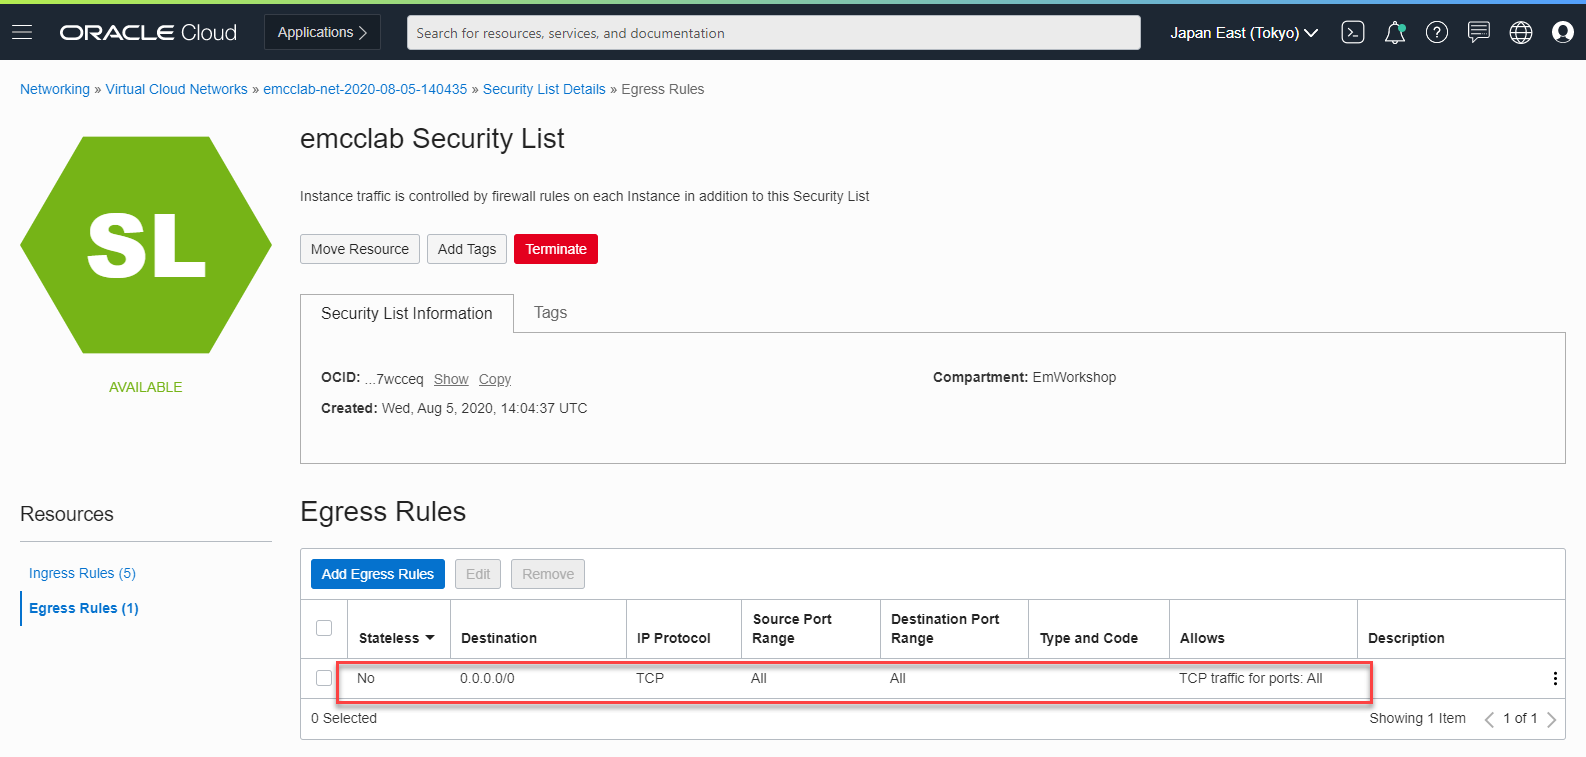 ORACLE Cloud
Applications
Search for resources, services, and documentation
Japan East (Tokyo)
Networking » Virtual Cloud Networks » emcclab-net-2020-08-05-140435 » Security List Details » Egress Rules
SL
AVAILABLE
emcclab Security List
Instance traffic is controlled by firewall rules on each Instance in addition to this Security List
Move Resource Add Tags Terminate
Security List Information Tags
OCID: ...7wcceq Show Copy
Compartment: EmWorkshop
Created: Wed, Aug 5, 2020, 14:04:37 UTC
Resources
Ingress Rules (5)
Egress Rules (1)
Egress Rules
Add Egress Rules Edit Remove
Stateless Destination IP Protocol Source Port Range Destination Port Range Type and Code Allows Description
No 0.0.0.0/0 TCP All All TCP traffic for ports: All
0 Selected
Showing 1 Item 1 of 1